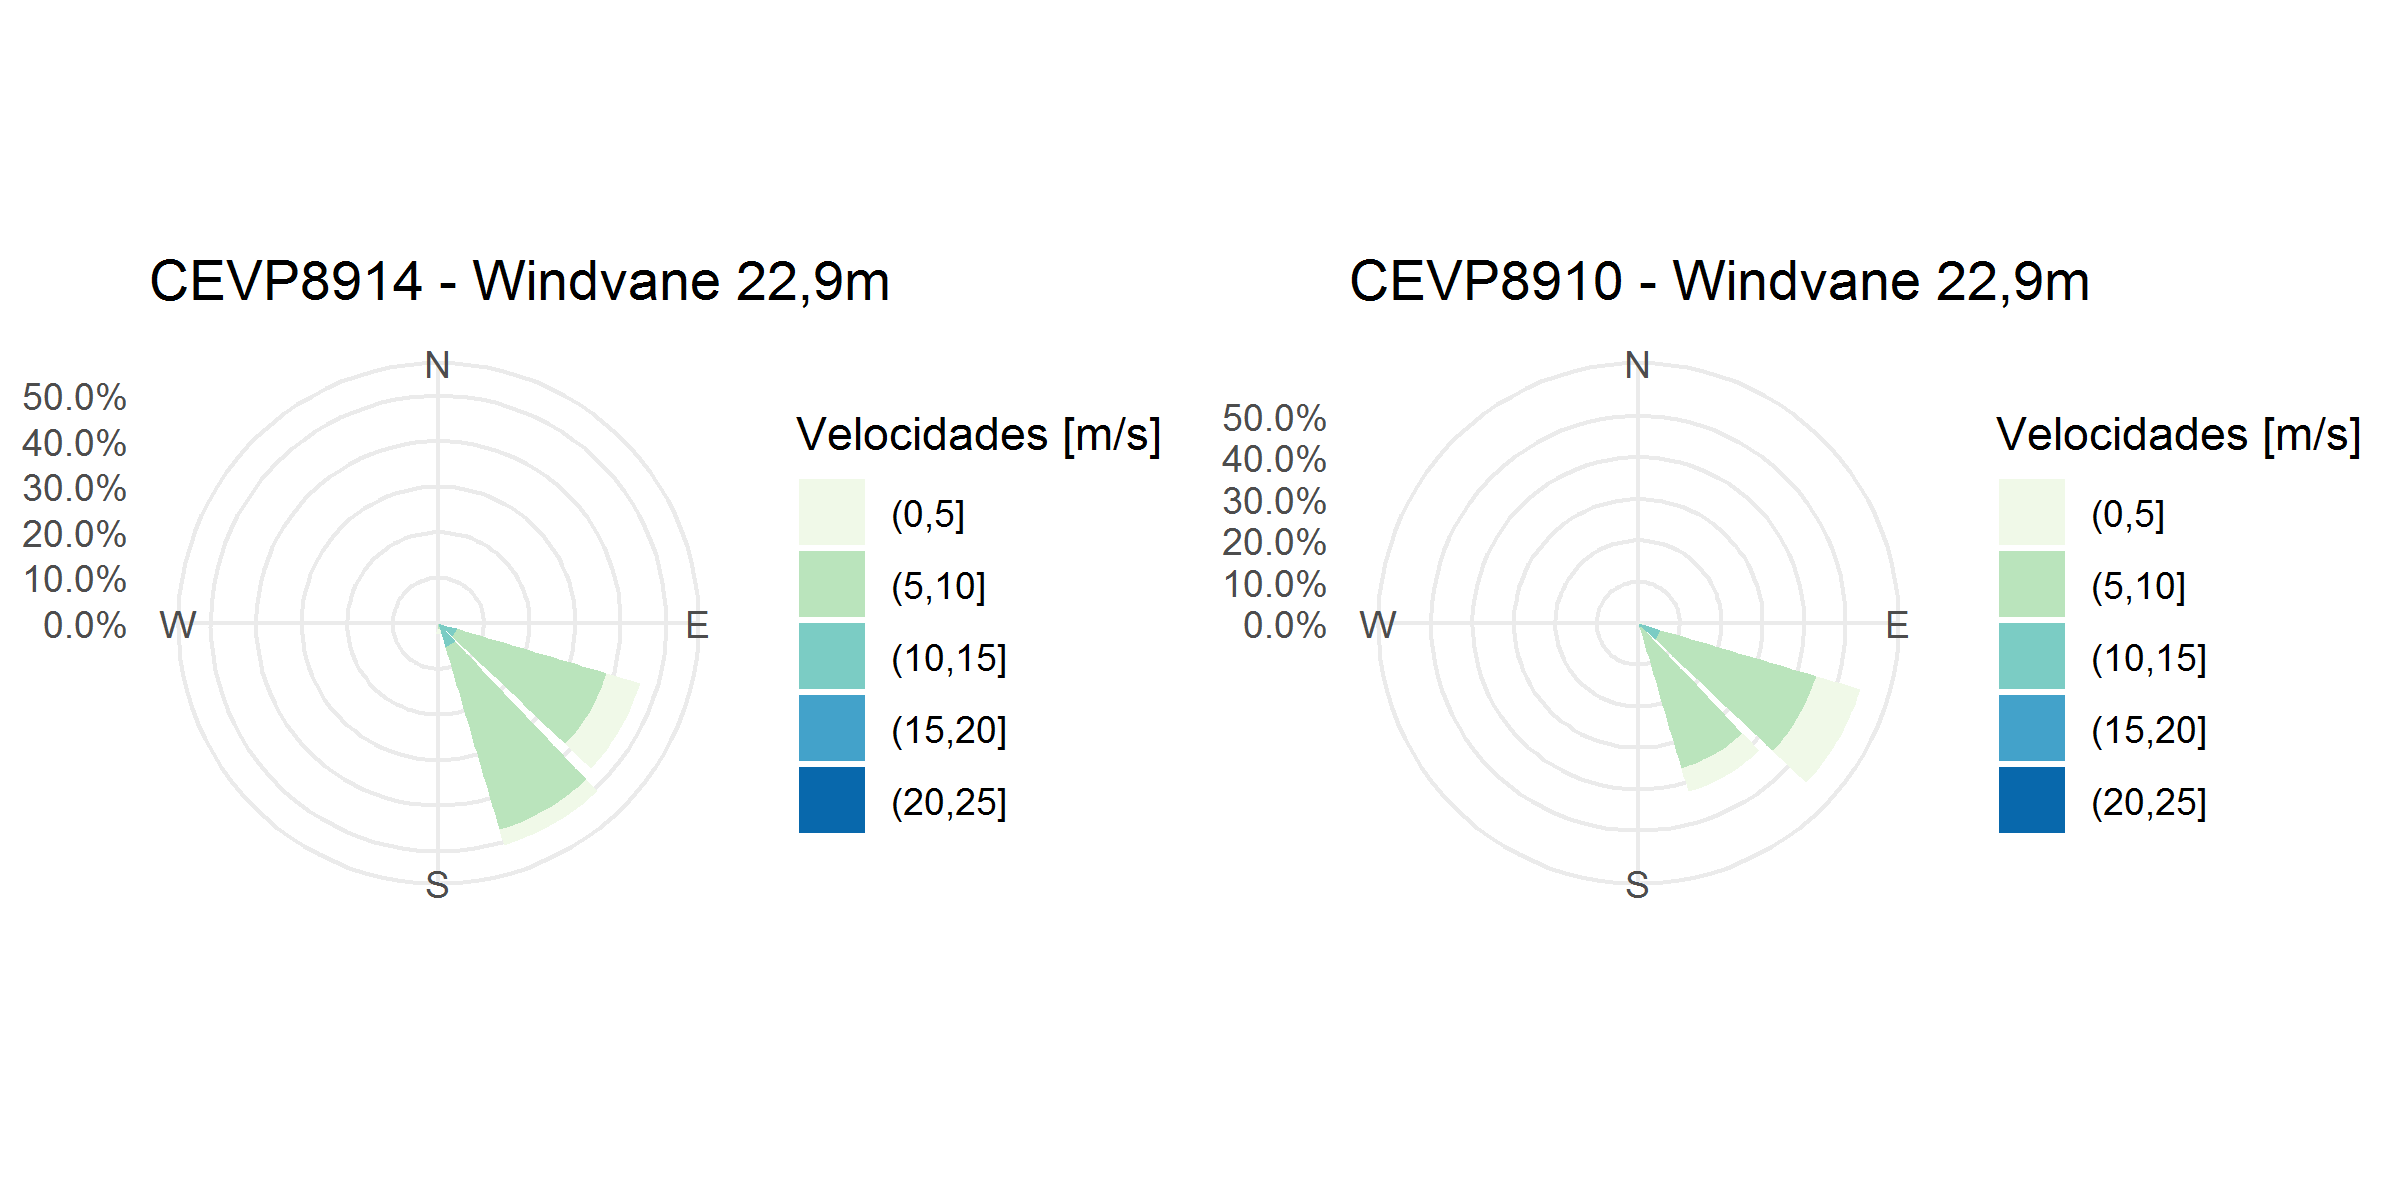 CEVP8914 - Windvane 22,9m
N
50.0%
40.0%
30.0%
20.0%
10.0%
0.0%
W
E
S
Velocidades [m/s]
(0,5]
(5,10]
(10,15]
(15,20]
(20,25]
CEVP8910 - Windvane 22,9m
N
50.0%
40.0%
30.0%
20.0%
10.0%
0.0%
W
E
S
Velocidades [m/s]
(0,5]
(5,10]
(10,15]
(15,20]
(20,25]